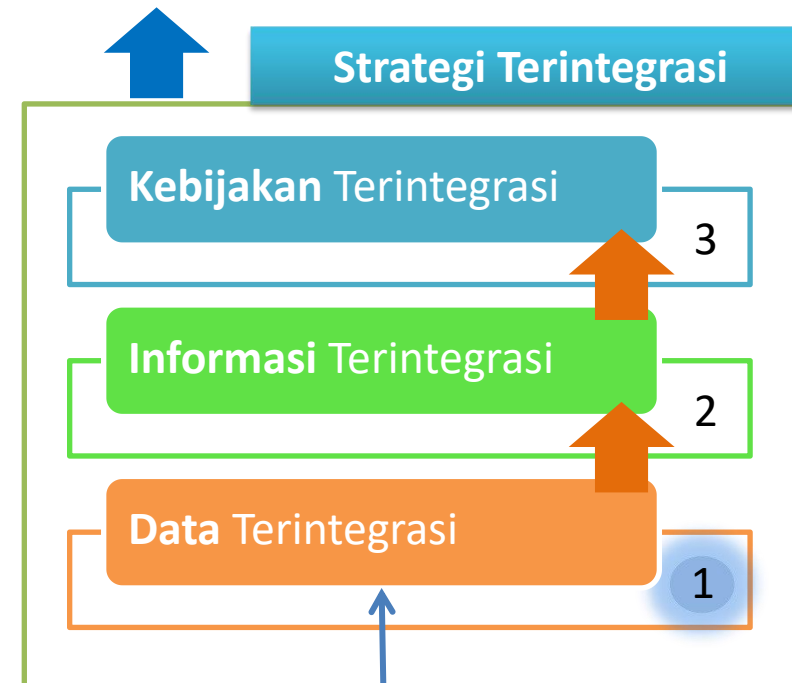 Strategi Terintegrasi
Kebijakan Terintegrasi
3
Informasi Terintegrasi
2
Data Terintegrasi
1